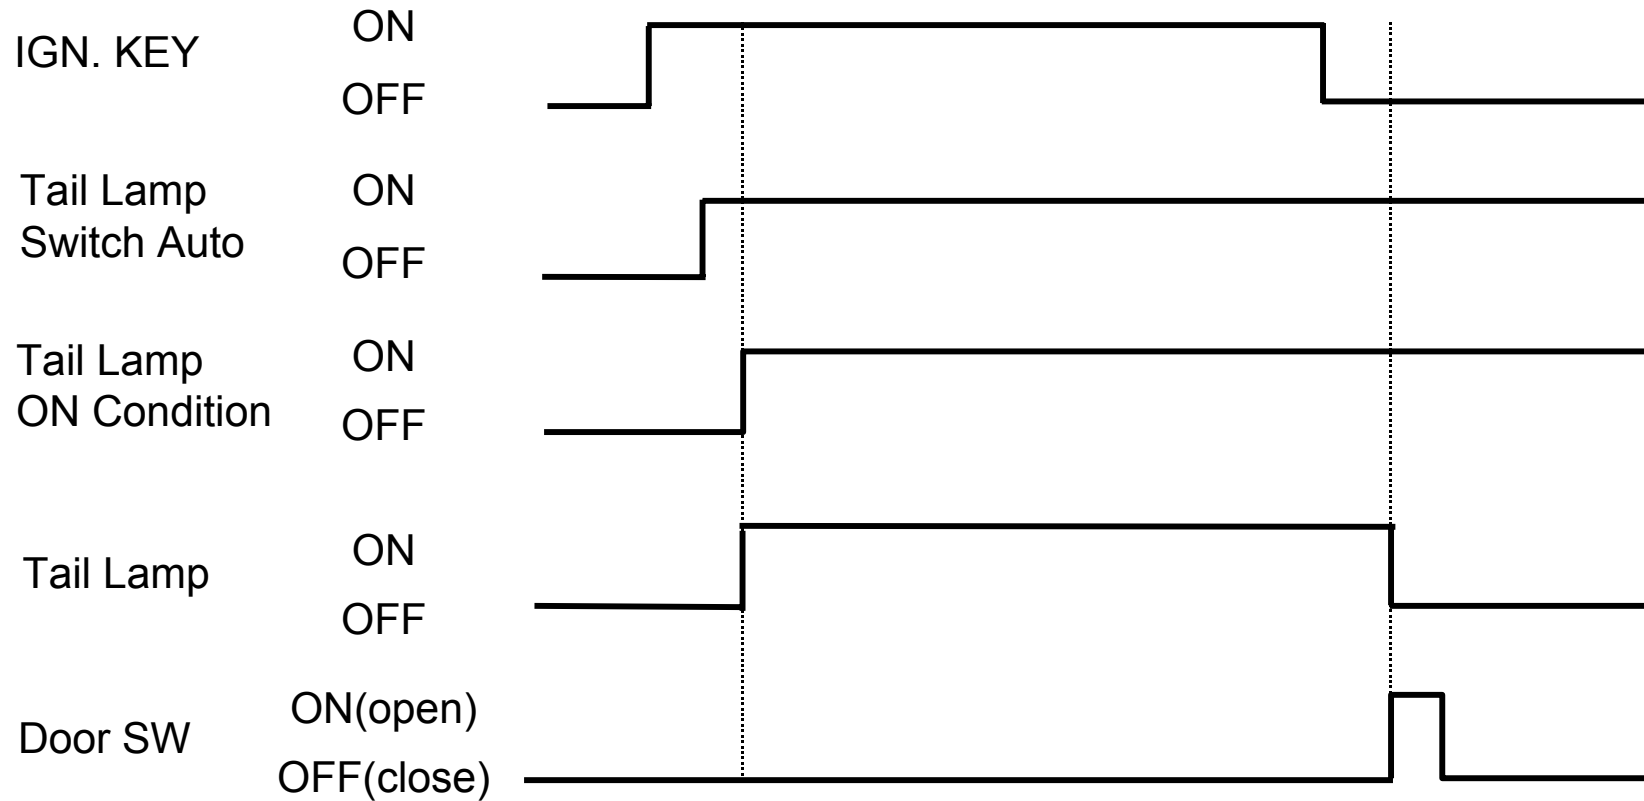 IGN. KEY
ON
OFF
Tail Lamp
Switch Auto
ON
OFF
Tail Lamp
ON Condition
ON
OFF
Tail Lamp
ON
OFF
Door SW
ON(open)
OFF(close)